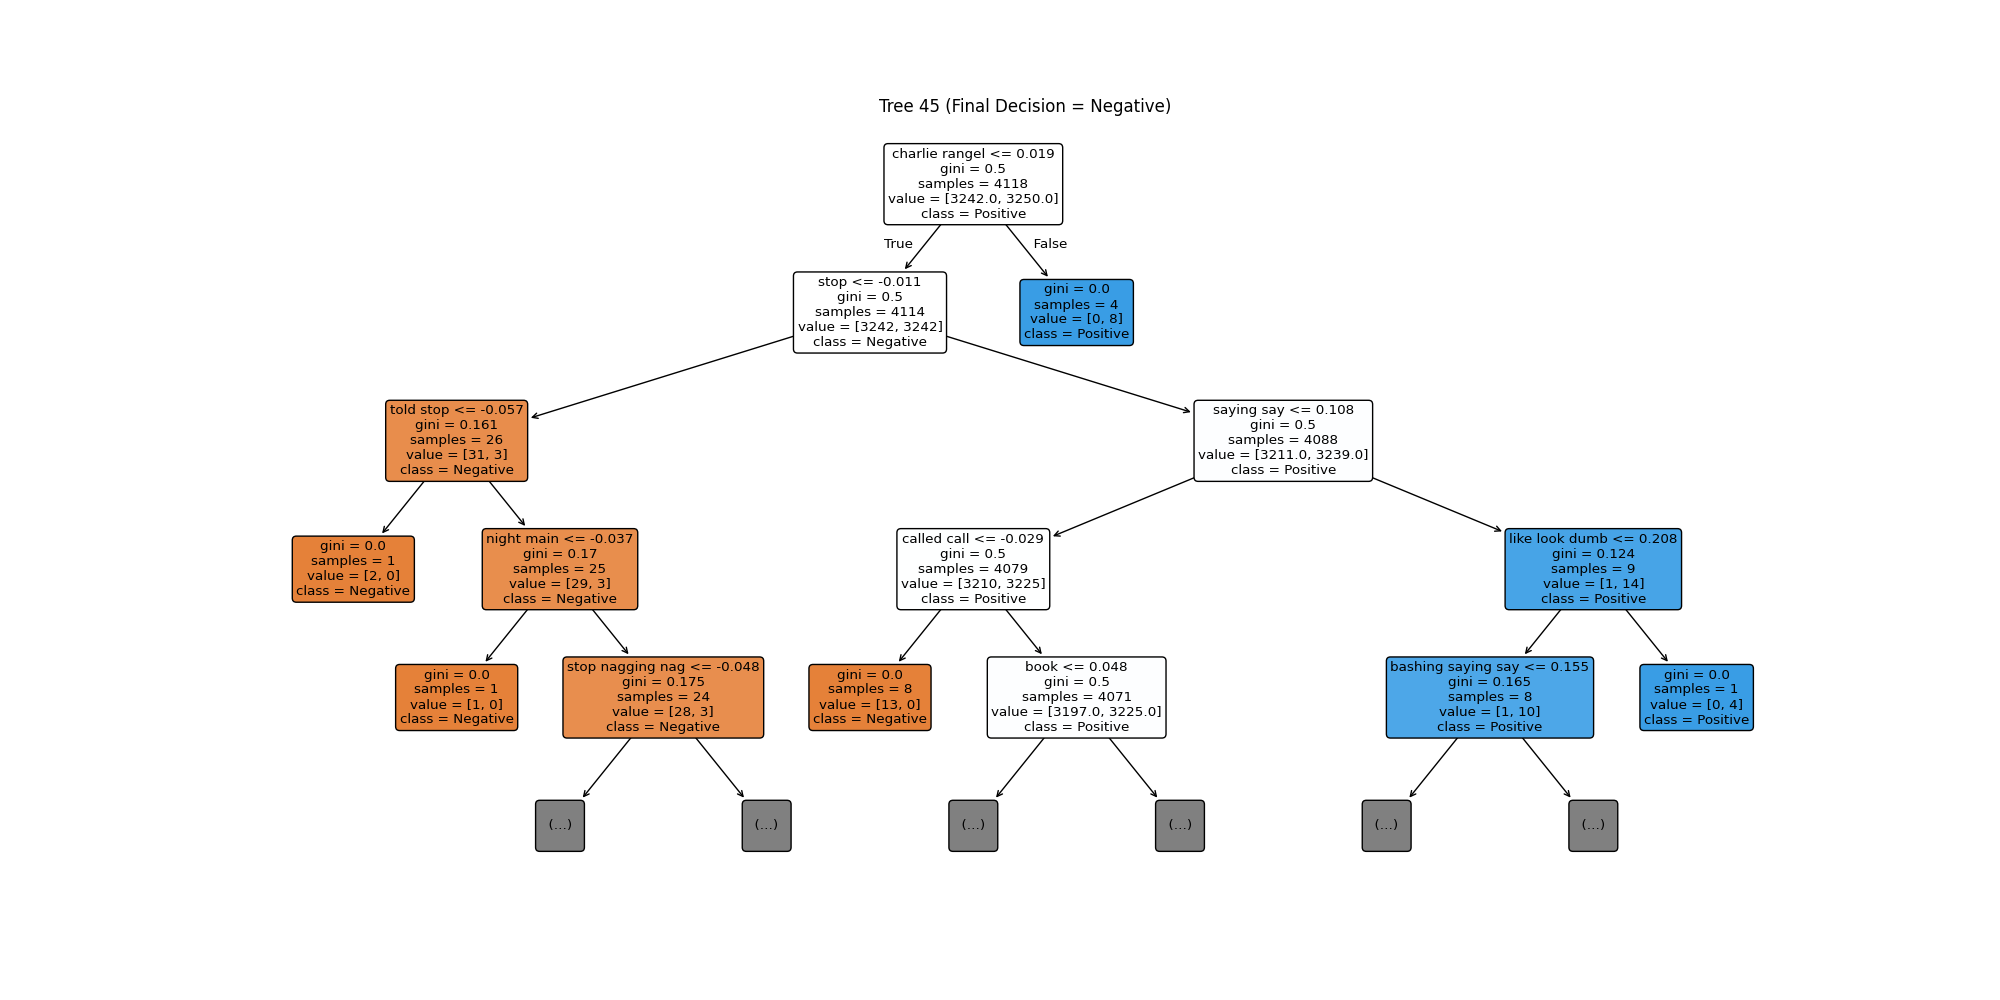 Tree 45 (Final Decision = Negative)
charlie rangel <= 0.019
gini = 0.5
samples = 4118
value = [3242.0, 3250.0]
class = Positive
True
False
stop <= -0.011
gini = 0.5
samples = 4114
value = [3242, 3242]
class = Negative
gini = 0.0
samples = 4
value = [0, 8]
class = Positive
told stop <= -0.057
gini = 0.161
samples = 26
value = [31, 3]
class = Negative
saying say <= 0.108
gini = 0.5
samples = 4088
value = [3211.0, 3239.0]
class = Positive
gini = 0.0
samples = 1
value = [2, 0]
class = Negative
night main <= -0.037
gini = 0.17
samples = 25
value = [29, 3]
class = Negative
called call <= -0.029
gini = 0.5
samples = 4079
value = [3210, 3225]
class = Positive
like look dumb <= 0.208
gini = 0.124
samples = 9
value = [1, 14]
class = Positive
gini = 0.0
samples = 1
value = [1, 0]
class = Negative
stop nagging nag <= -0.048
gini = 0.175
samples = 24
value = [28, 3]
class = Negative
gini = 0.0
samples = 8
value = [13, 0]
class = Negative
book <= 0.048
gini = 0.5
samples = 4071
value = [3197.0, 3225.0]
class = Positive
bashing saying say <= 0.155
gini = 0.165
samples = 8
value = [1, 10]
class = Positive
gini = 0.0
samples = 1
value = [0, 4]
class = Positive
(...)
(...)
(...)
(...)
(...)
(...)